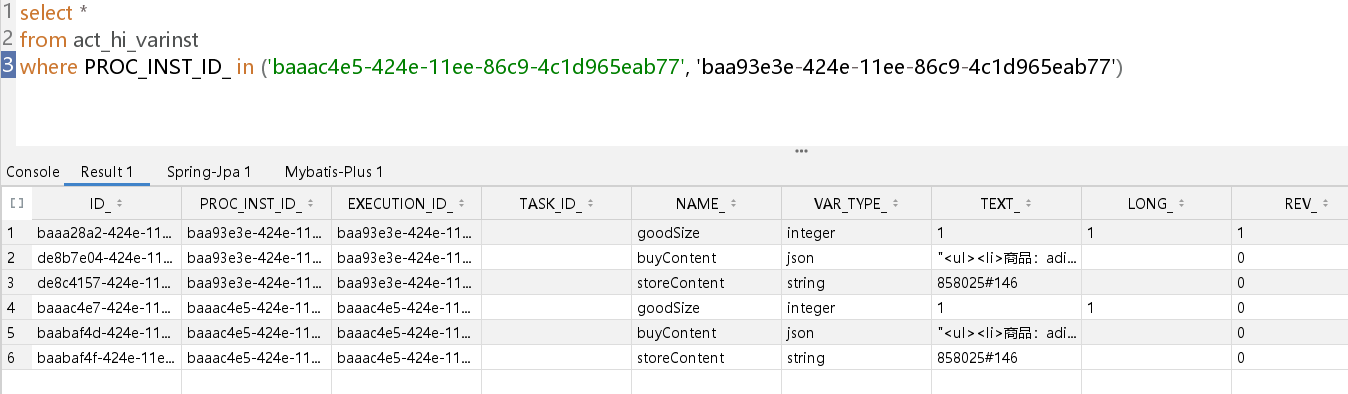 1 select *
2 from act_hi_varinst
3 where PROC_INST_ID_ in ('baaac4e5-424e-11ee-86c9-4c1d965eab77', 'baa93e3e-424e-11ee-86c9-4c1d965eab77')
Console Result 1 Spring-Jpa 1 Mybatis-Plus 1
ID_ PROC_INST_ID_ EXECUTION_ID_ TASK_ID_ NAME_ VAR_TYPE_ TEXT_ LONG_ REV_
1 baaa28a2-424e-11... baa93e3e-424e-11... baa93e3e-424e-11... goodSize integer 1 1 1
2 de8b7e04-424e-11... baa93e3e-424e-11... baa93e3e-424e-11... buyContent json "<ul><li>商品：adi... 0
3 de8c4157-424e-11... baa93e3e-424e-11... baa93e3e-424e-11... storeContent string 858025#146 0
4 baaac4e7-424e-11... baaac4e5-424e-11... baaac4e5-424e-11... goodSize integer 1 1 0
5 baabaf4d-424e-11... baaac4e5-424e-11... baaac4e5-424e-11... buyContent json "<ul><li>商品：adi... 0
6 baabaf4f-424e-11e... baaac4e5-424e-11... baaac4e5-424e-11... storeContent string 858025#146 0